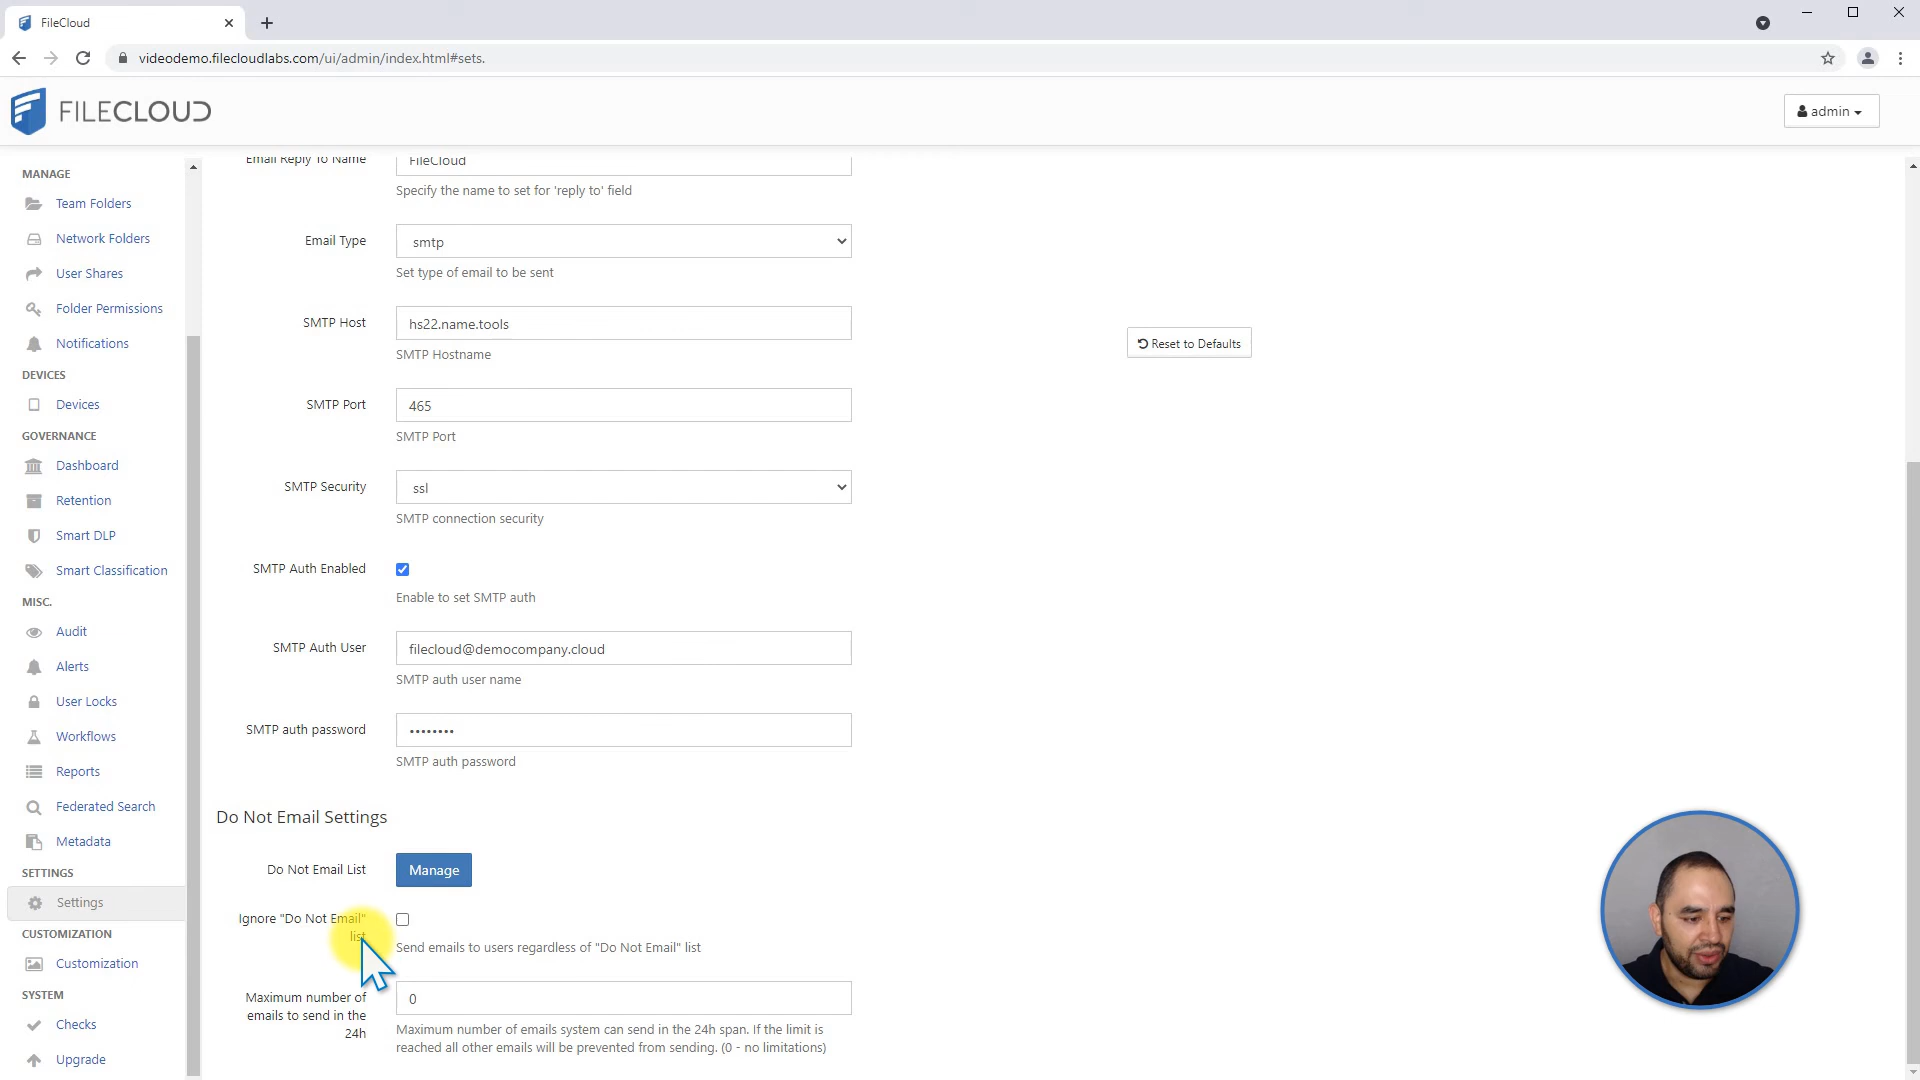 FileCloud
videodemo.filecloudlabs.com/ui/admin/index.html#sets.
FILECLOUD
admin
MANAGE
Team Folders
Network Folders
User Shares
Folder Permissions
Notifications
DEVICES
Devices
GOVERNANCE
Dashboard
Retention
Smart DLP
Smart Classification
MISC.
Audit
Alerts
User Locks
Workflows
Reports
Federated Search
Metadata
SETTINGS
Settings
CUSTOMIZATION
Customization
SYSTEM
Checks
Upgrade
Email Reply To Name
FileCloud
Specify the name to set for 'reply to' field
Email Type
smtp
Set type of email to be sent
SMTP Host
hs22.name.tools
SMTP Hostname
Reset to Defaults
SMTP Port
465
SMTP Port
SMTP Security
ssl
SMTP connection security
SMTP Auth Enabled
Enable to set SMTP auth
SMTP Auth User
filecloud@democompany.cloud
SMTP auth user name
SMTP auth password
••••••••
SMTP auth password
Do Not Email Settings
Do Not Email List
Manage
Ignore "Do Not Email"
list
Send emails to users regardless of "Do Not Email" list
Maximum number of
emails to send in the
24h
0
Maximum number of emails system can send in the 24h span. If the limit is
reached all other emails will be prevented from sending. (0 - no limitations)